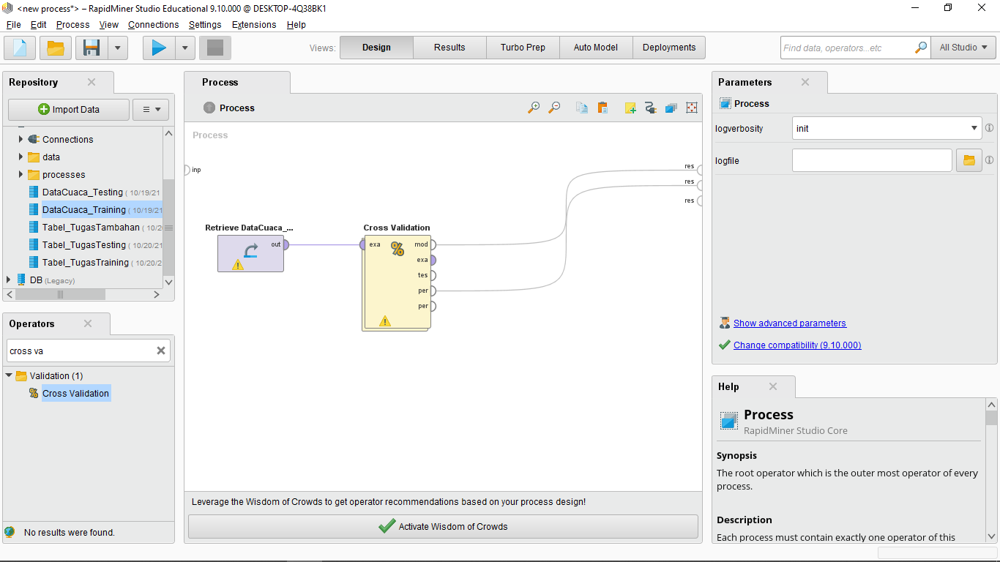 <new process*> – RapidMiner Studio Educational 9.10.000 @ DESKTOP-4Q38BK1
File Edit Process View Connections Settings Extensions Help
Views: Design Results Turbo Prep Auto Model Deployments Find data, operators...etc All Studio
Repository
Import Data
Connections
data
processes
DataCuaca_Testing ( 10/19/21
DataCuaca_Training ( 10/19/21
Tabel_TugasTambahan ( 10/2
Tabel_TugasTesting ( 10/20/21
Tabel_TugasTraining ( 10/20/2
DB (Legacy)
Operators
cross va
Validation (1)
Cross Validation
No results were found.
Process
Process
Process
inp
res
res
res
Retrieve DataCuaca_...
out
Cross Validation
exa mod
exa
tes
per
per
Leverage the Wisdom of Crowds to get operator recommendations based on your process design!
Activate Wisdom of Crowds
Parameters
Process
logverbosity init
logfile
Show advanced parameters
Change compatibility (9.10.000)
Help
Process
RapidMiner Studio Core
Synopsis
The root operator which is the outer most operator of every
process.
Description
Each process must contain exactly one operator of this